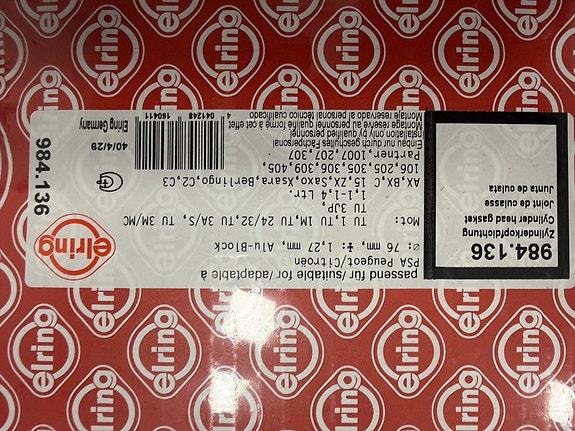 984.136
Zylinderkopfdichtung
Cylinder head gasket
Joint de culasse
Junta de culata
passend für/suitable for/adaptable à
PSA Peugeot/Citroën
ø: 76 mm, ‡: 1.27 mm, Alu-Block
Mot: TU 1,TU 1M,TU 24/32,TU 3A/S, TU 3M/MC
TU 3JP.
1,1-1,4 Ltr.
AX,BX,C 15,ZX,Saxo,Xsara,Berlingo,C2,C3
106,205,206,305,306,309,405
Partner,1007,207,307
Einbau nur durch geschultes Fachpersonal
Installation only by qualified personnel
Montage réservé au personnel formé à cet effet
Montaje reservado al personal técnico cualificado
elring
984.136
40/4/29
4 041248 160411
Elring Germany